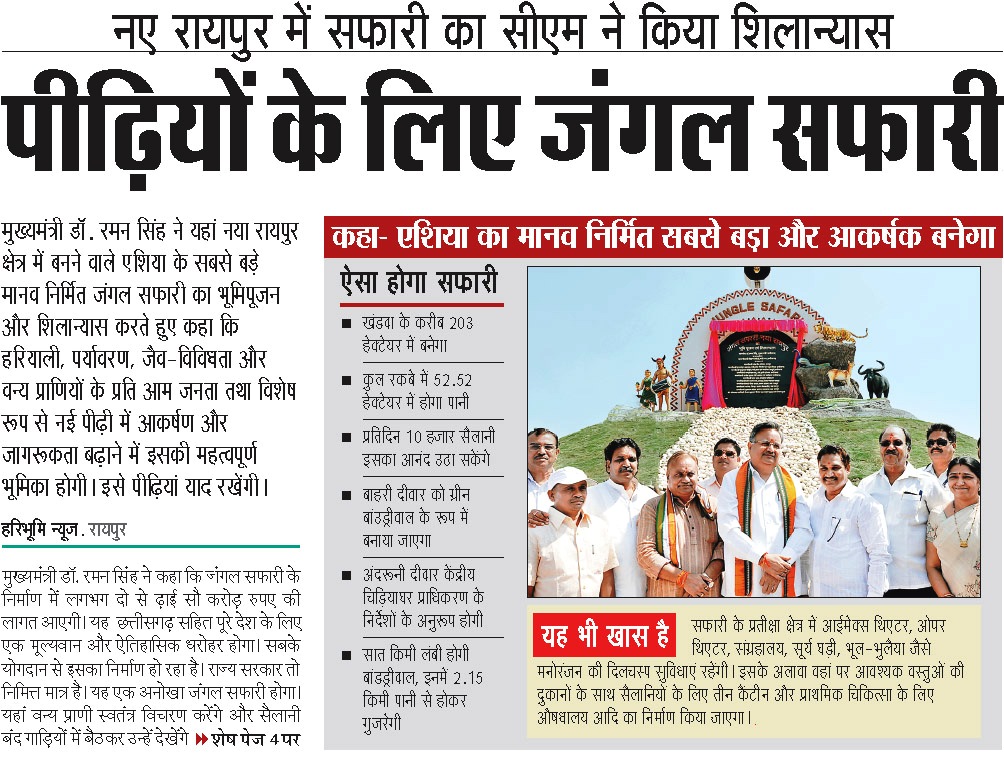 नए रायपुर में सफारी का सीएम ने किया शिलान्यास
पीढ़ियों के लिए जंगल सफारी
मुख्यमंत्री डॉ. रमन सिंह ने यहां नया रायपुर
क्षेत्र में बनने वाले एशिया के सबसे बड़े
मानव निर्मित जंगल सफारी का भूमिपूजन
और शिलान्यास करते हुए कहा कि
हरियाली, पर्यावरण, जैव-विविधता और
वन्य प्राणियों के प्रति आम जनता तथा विशेष
रूप से नई पीढ़ी में आकर्षण और
जागरूकता बढ़ाने में इसकी महत्वपूर्ण
भूमिका होगी। इसे पीढ़ियां याद रखेंगी।
हरिभूमि न्यूज. रायपुर
मुख्यमंत्री डॉ. रमन सिंह ने कहा कि जंगल सफारी के
निर्माण में लगभग दो से ढ़ाई सौ करोड़ रुपए की
लागत आएगी। यह छत्तीसगढ़ सहित पूरे देश के लिए
एक मूल्यवान और ऐतिहासिक धरोहर होगा। सबके
योगदान से इसका निर्माण हो रहा है। राज्य सरकार तो
निमित्त मात्र है। यह एक अनोखा जंगल सफारी होगा।
यहां वन्य प्राणी स्वतंत्र विचरण करेंगे और सैलानी
बंद गाड़ियों में बैठकर उन्हें देखेंगे शेष पेज 4 पर
कहा- एशिया का मानव निर्मित सबसे बड़ा और आकर्षक बनेगा
ऐसा होगा सफारी
■ खंडवा के करीब 203
हेक्टेयर में बनेगा
■ कुल रकबे में 52.52
हेक्टेयर में होगा पानी
■ प्रतिदिन 10 हजार सैलानी
इसका आनंद उठा सकेंगे
■ बाहरी दीवार को ग्रीन
बांउड्रीवाल के रूप में
बनाया जाएगा
■ अंदरूनी दीवार केंद्रीय
चिड़ियाघर प्राधिकरण के
निर्देशों के अनुरूप होगी
■ सात किमी लंबी होगी
बांउड्रीवाल, इनमें 2.15
किमी पानी से होकर
गुजरेगी
JUNGLE SAFARI
यह भी खास है
सफारी के प्रतीक्षा क्षेत्र में आईमैक्स थिएटर, ओपर
थिएटर, संग्रहालय, सूर्य घड़ी, भूल-भुलैया जैसे
मनोरंजन की दिलचस्प सुविधाएं रहेंगी। इसके अलावा वहां पर आवश्यक वस्तुओं की
दुकानों के साथ सैलानियों के लिए तीन कैंटीन और प्राथमिक चिकित्सा के लिए
औषधालय आदि का निर्माण किया जाएगा।